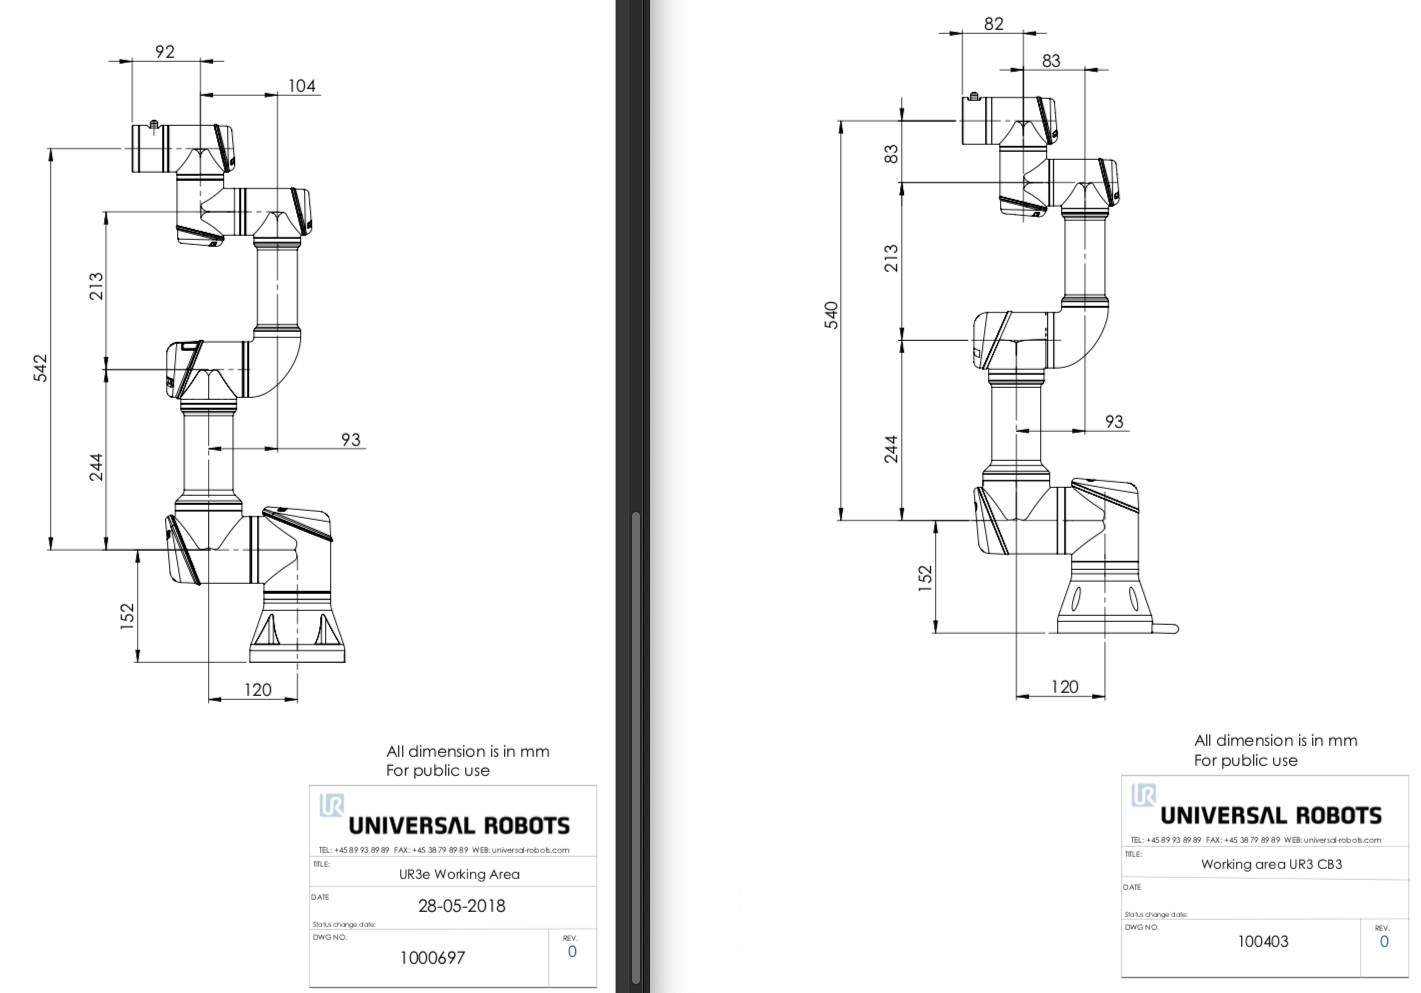 92
104
213
542
244
93
152
120
All dimension is in mm
For public use
UR
UNIVERSAL ROBOTS
TEL: +45 89 93 89 89 FAX: +45 38 79 89 89 WEB: universal-robots.com
TITLE:
UR3e Working Area
DATE
28-05-2018
Status change date:
DWG NO.
REV.
1000697
0
82
83
83
213
540
93
244
152
120
All dimension is in mm
For public use
UR
UNIVERSAL ROBOTS
TEL: +45 89 93 89 89 FAX: +45 38 79 89 89 WEB: universal-robots.com
TITLE:
Working area UR3 CB3
DATE
Status change date:
DWG NO.
REV.
100403
0